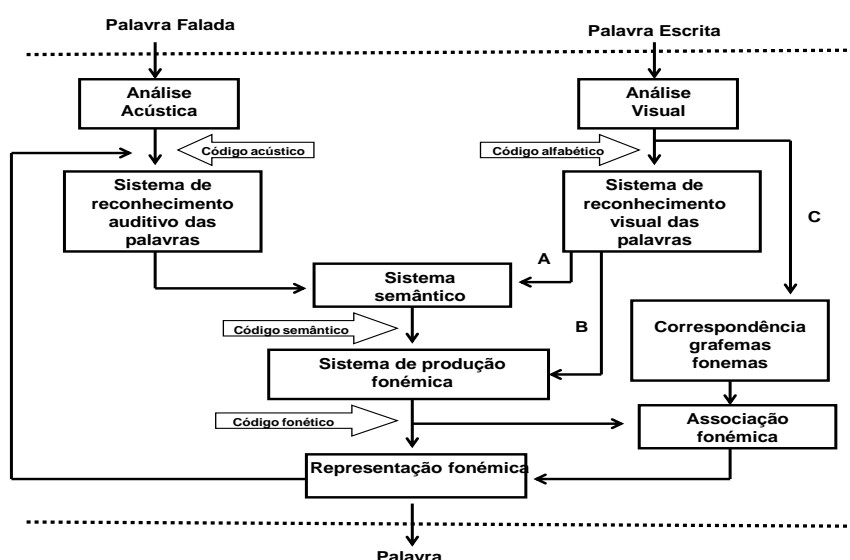 Palavra Falada
Palavra Escrita
Análise
Acústica
Análise
Visual
Código acústico
Código alfabético
Sistema de
reconhecimento
auditivo das
palavras
Sistema de
reconhecimento
visual das
palavras
C
A
Sistema
semântico
B
Código semântico
Correspondência
grafemas
fonemas
Sistema de produção
fonémica
Código fonético
Associação
fonémica
Representação fonémica
Palavra